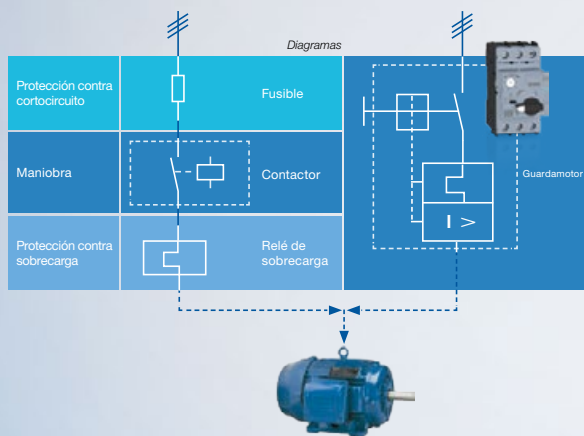 Diagramas
Protección contra
cortocircuito
Fusible
Maniobra
Contactor
Guardamotor
Protección contra
sobrecarga
Relé de
sobrecarga
I >